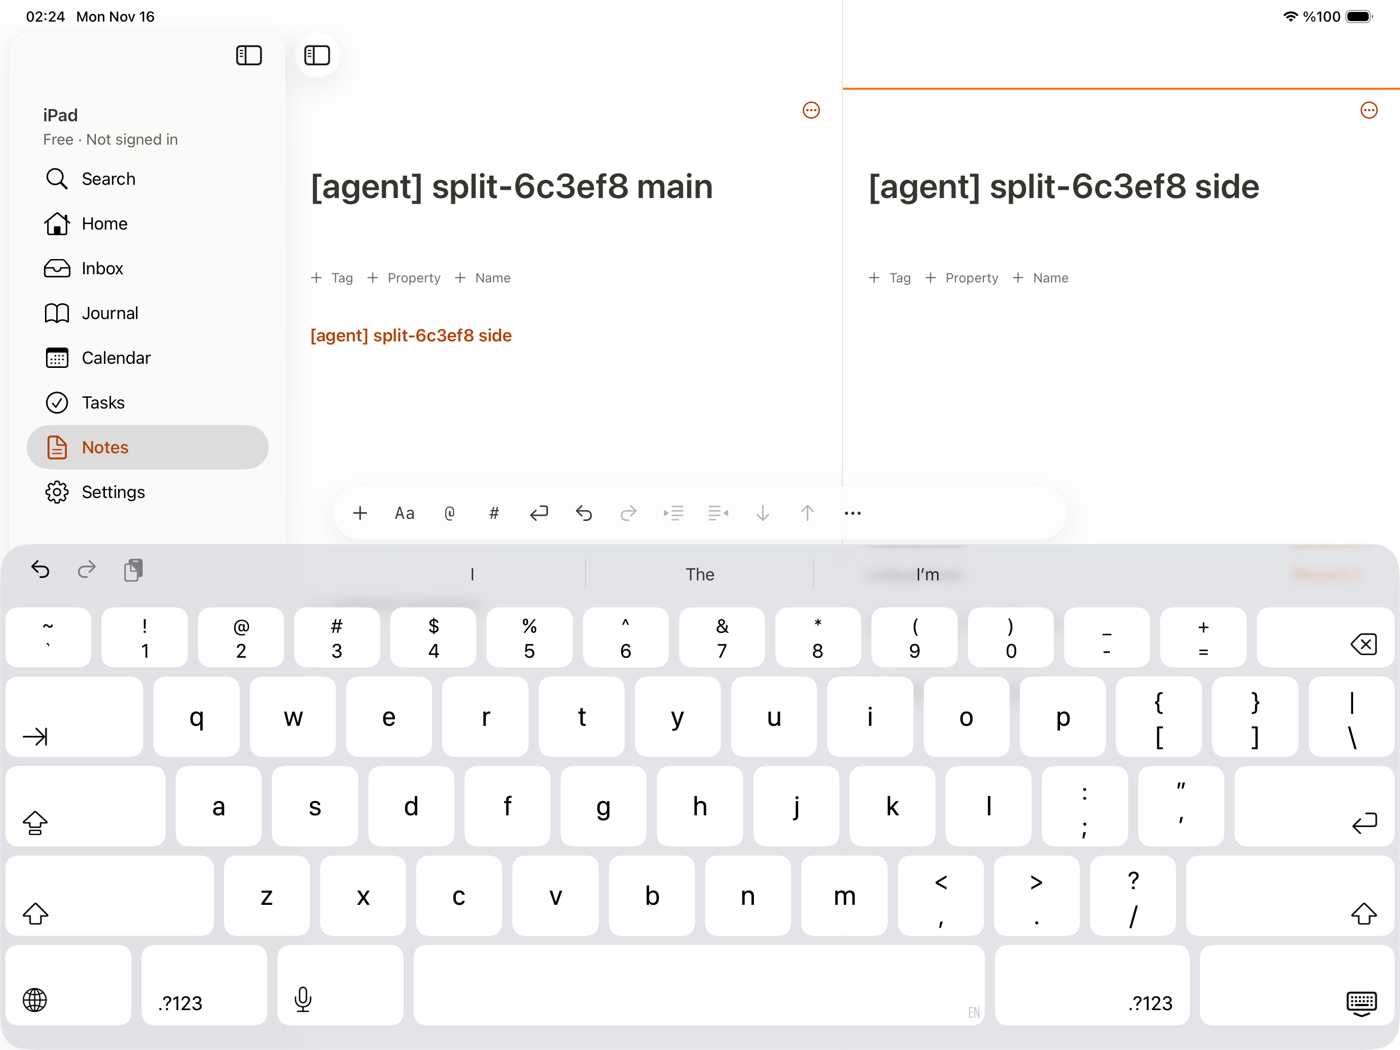 02:24 Mon Nov 16
%100
iPad
Free · Not signed in
Search
Home
Inbox
Journal
Calendar
Tasks
Notes
Settings
[agent] split-6c3ef8 main
+ Tag + Property + Name
[agent] split-6c3ef8 side
[agent] split-6c3ef8 side
+ Tag + Property + Name
+ Aa @ #
I The I'm
~ ! @ # $ % ^ & * ( ) _ +
` 1 2 3 4 5 6 7 8 9 0 - =
q w e r t y u i o p { } |
[ ] \
a s d f g h j k l : "
; '
z x c v b n m < > ?
, . /
.?123 EN .?123